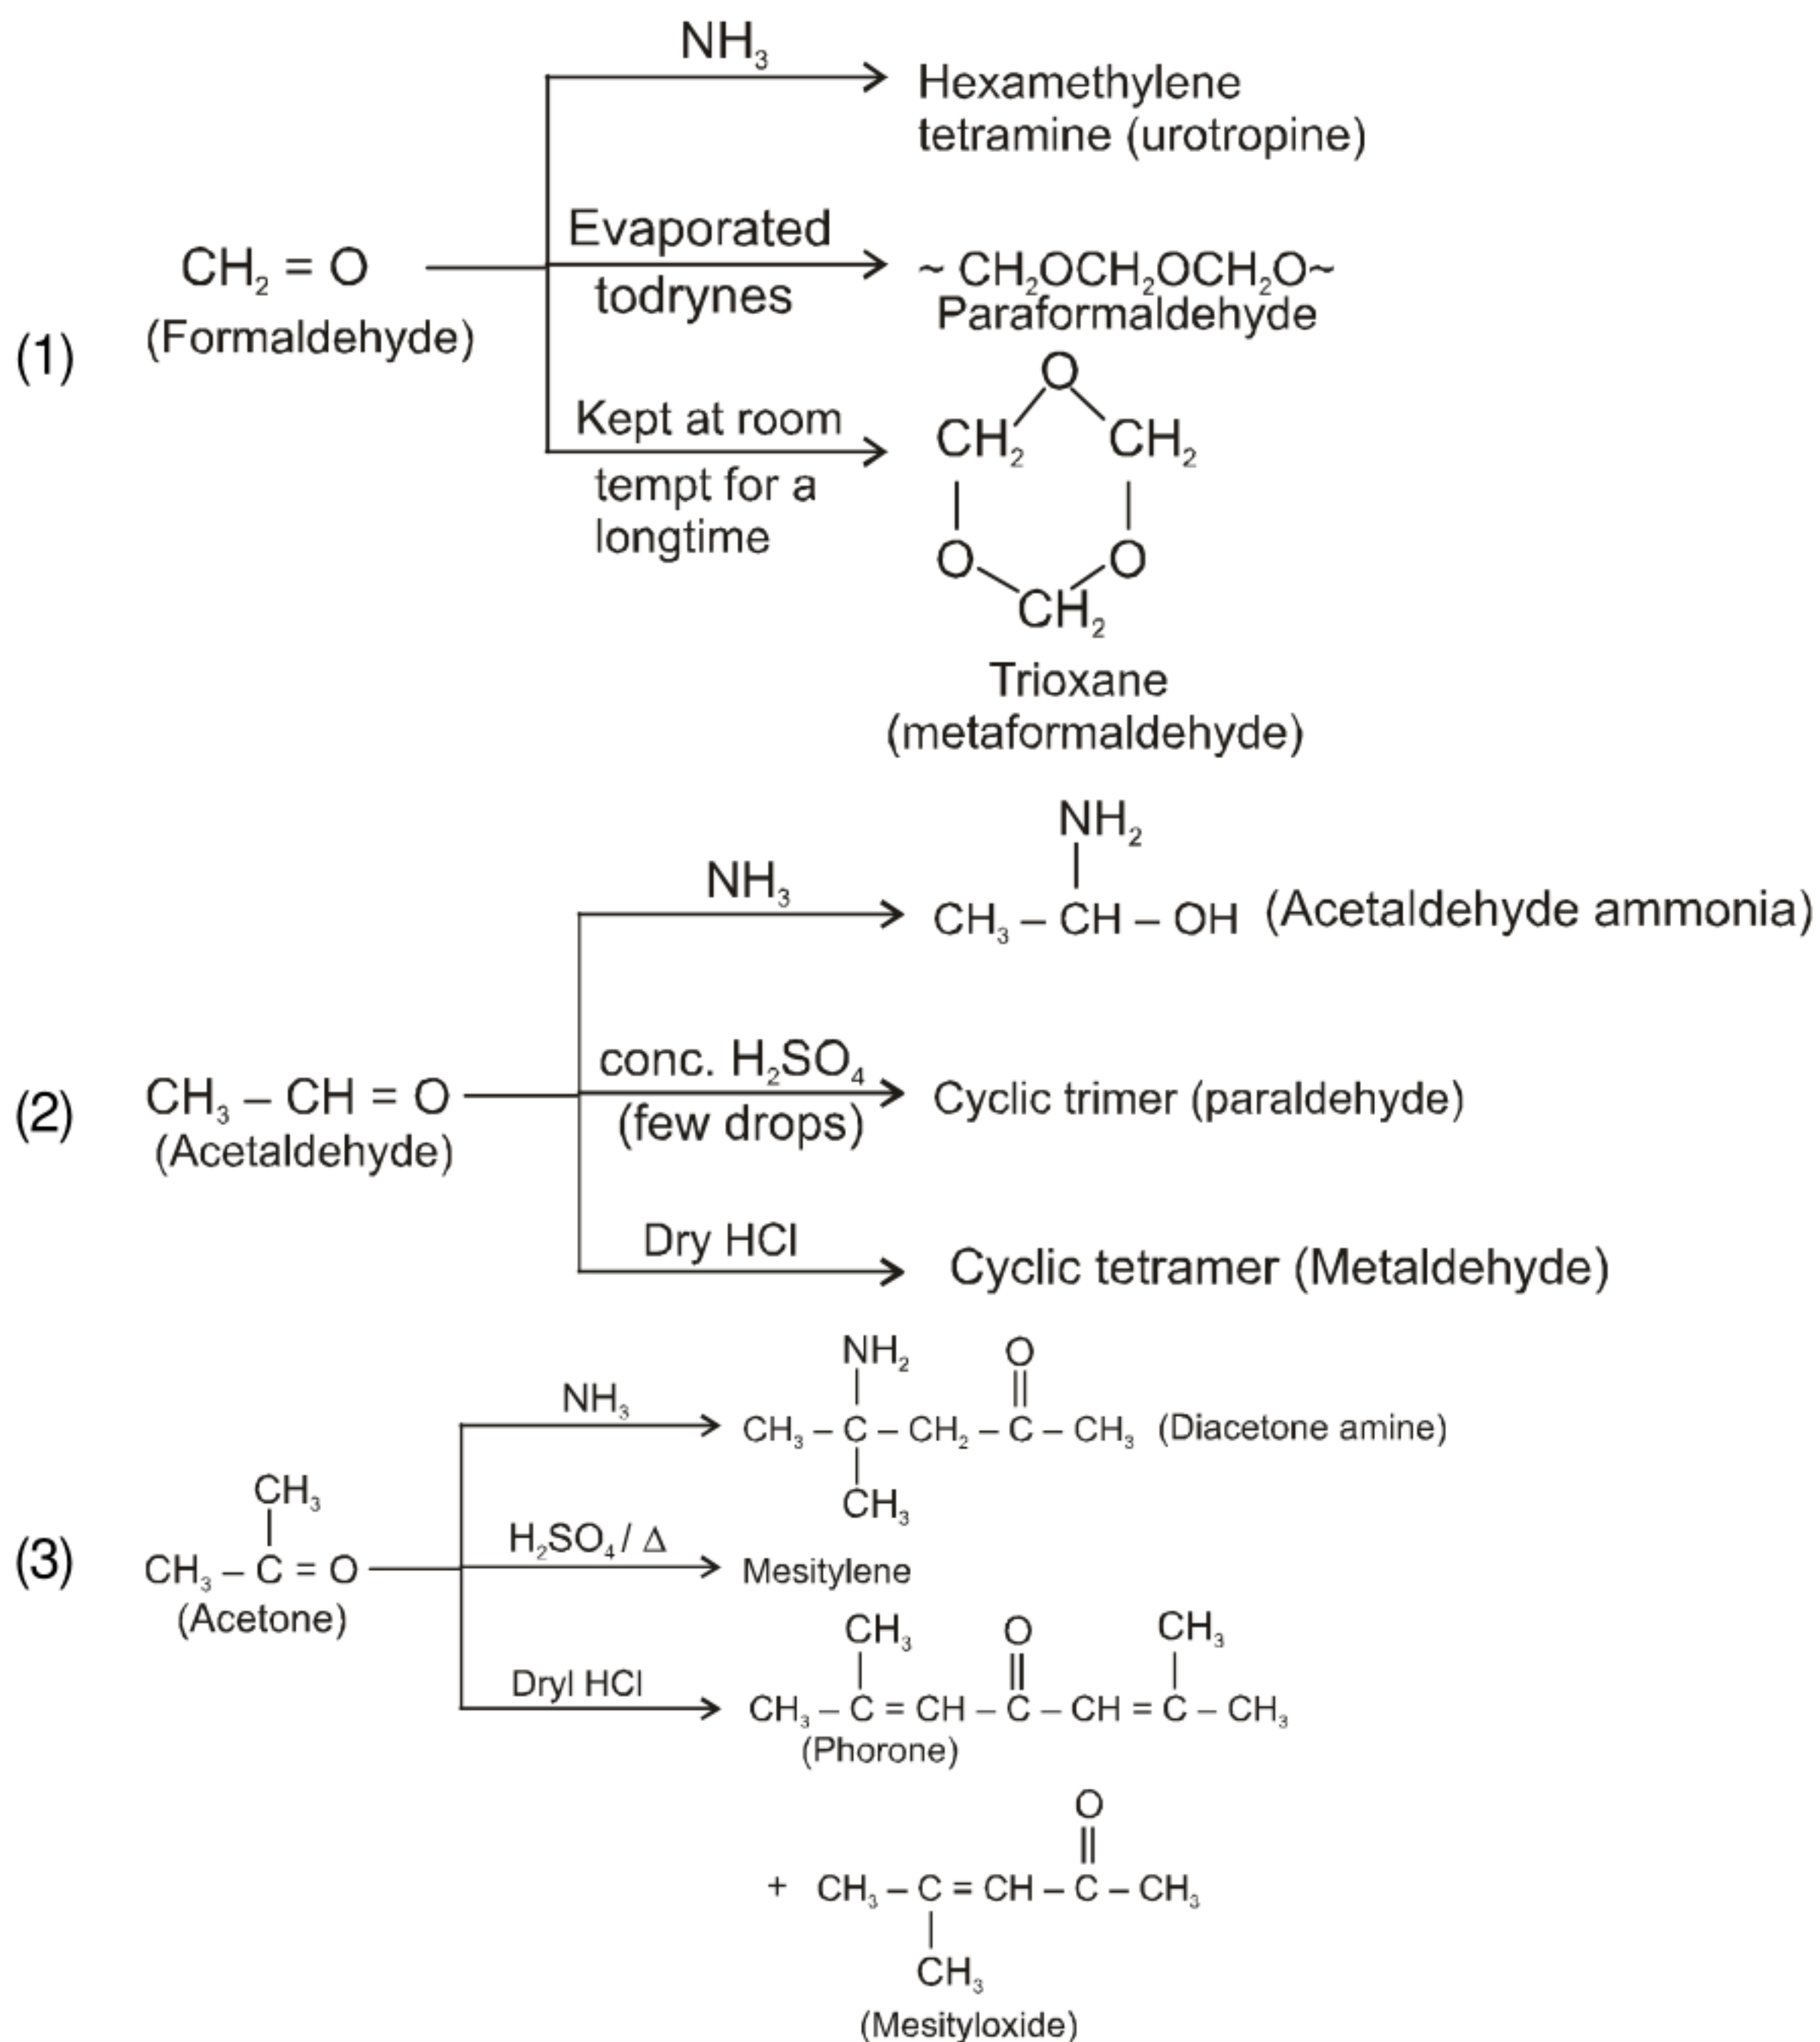 NH₃
Hexamethylene
tetramine (urotropine)
(1)
CH₂ = O
(Formaldehyde)
Evaporated
todrynes
~ CH₂OCH₂OCH₂O~
Paraformaldehyde
Kept at room
tempt for a
longtime
O
CH₂ CH₂
O O
CH₂
Trioxane
(metaformaldehyde)
NH₃
NH₂
CH₃ – CH – OH (Acetaldehyde ammonia)
(2)
CH₃ – CH = O
(Acetaldehyde)
conc. H₂SO₄
(few drops)
Cyclic trimer (paraldehyde)
Dry HCl
Cyclic tetramer (Metaldehyde)
NH₃
NH₂ O
CH₃ – C – CH₂ – C – CH₃ (Diacetone amine)
CH₃
(3)
CH₃
CH₃ – C = O
(Acetone)
H₂SO₄ / Δ
Mesitylene
Dryl HCl
CH₃ O CH₃
CH₃ – C = CH – C – CH = C – CH₃
(Phorone)
O
+ CH₃ – C = CH – C – CH₃
CH₃
(Mesityloxide)